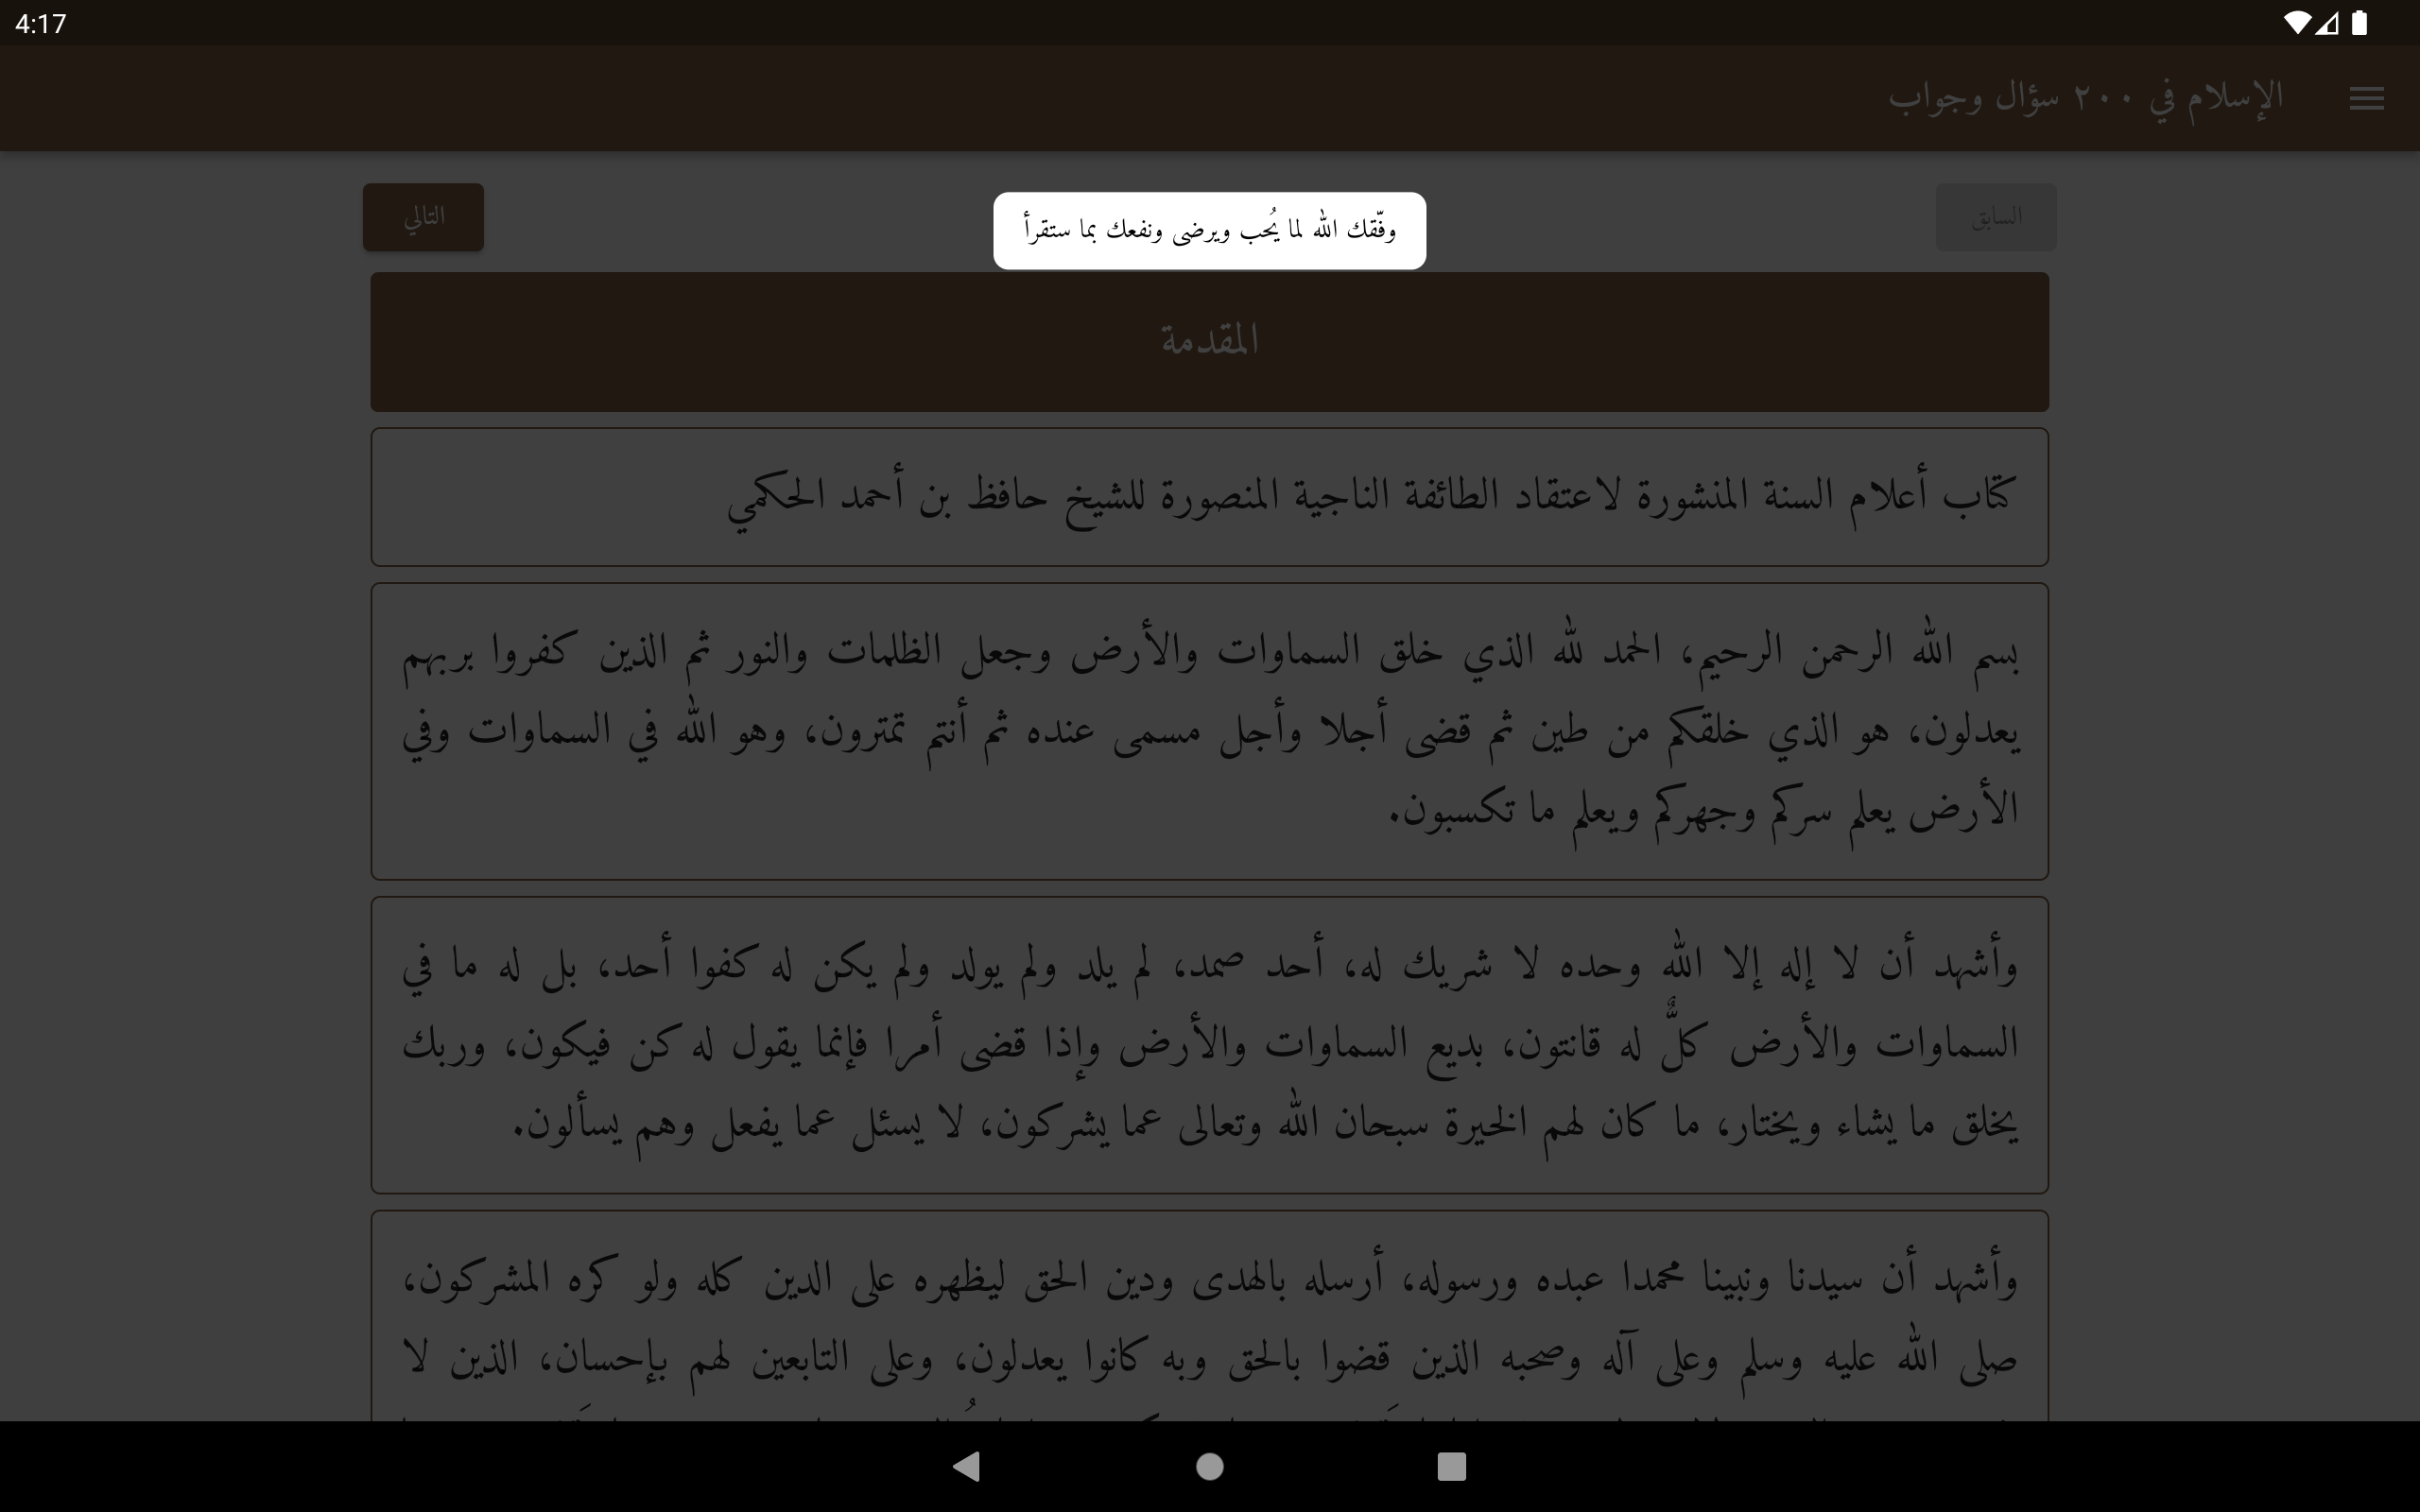 4:17
الإسلام في ٢٠٠ سؤال وجواب
السابق
وفّقك الله لما يُحب ويرضى ونفعك بما ستقرأ
التالي
المقدمة
كتاب أعلام السنة المنشورة لاعتقاد الطائفة الناجية المنصورة للشيخ حافظ بن أحمد الحكمي
بسم الله الرحمن الرحيم، الحمد لله الذي خلق السماوات والأرض وجعل الظلمات والنور ثم الذين كفروا بربهم
يعدلون، هو الذي خلقكم من طين ثم قضى أجلا وأجل مسمى عنده ثم أنتم تمترون، وهو الله في السماوات وفي
الأرض يعلم سركم وجهركم ويعلم ما تكسبون.
وأشهد أن لا إله إلا الله وحده لا شريك له، أحد صمد، لم يلد ولم يولد ولم يكن له كفوا أحد، بل له ما في
السماوات والأرض كلٌّ له قانتون، بديع السماوات والأرض وإذا قضى أمرا فإنما يقول له كن فيكون، وربك
يخلق ما يشاء ويختار، ما كان لهم الخيرة سبحان الله وتعالى عما يشركون، لا يسئل عما يفعل وهم يسألون.
وأشهد أن سيدنا ونبينا محمدا عبده ورسوله، أرسله بالهدى ودين الحق ليظهره على الدين كله ولو كره المشركون،
صلى الله عليه وسلم وعلى آله وصحبه الذين قضوا بالحق وبه كانوا يعدلون، وعلى التابعين لهم بإحسان، الذين لا